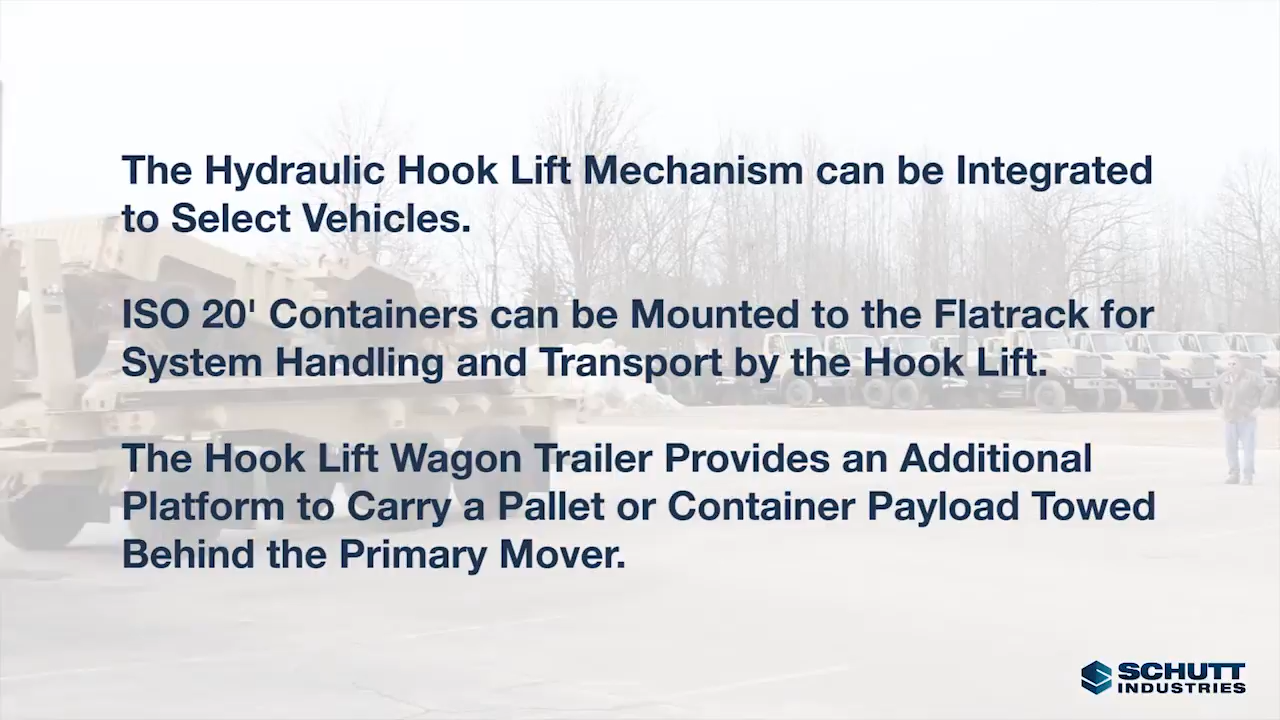 The Hydraulic Hook Lift Mechanism can be Integrated
to Select Vehicles.
ISO 20' Containers can be Mounted to the Flatrack for
System Handling and Transport by the Hook Lift.
The Hook Lift Wagon Trailer Provides an Additional
Platform to Carry a Pallet or Container Payload Towed
Behind the Primary Mover.
SCHUTT
INDUSTRIES